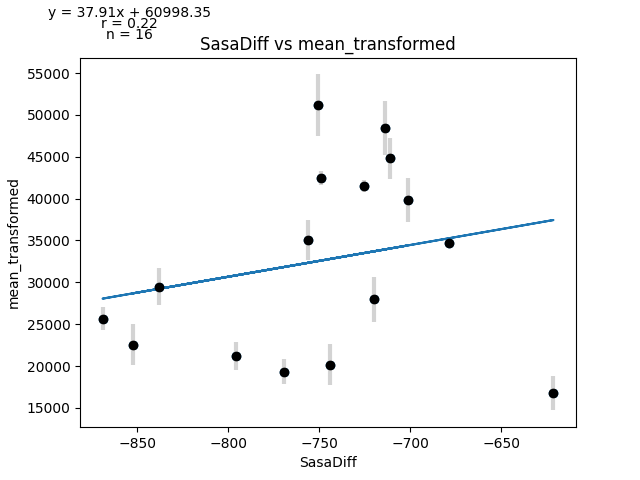 y = 37.91x + 60998.35
r = 0.22
n = 16
SasaDiff vs mean_transformed
55000
50000
45000
40000
35000
30000
25000
20000
15000
mean_transformed
−850
−800
−750
−700
−650
SasaDiff